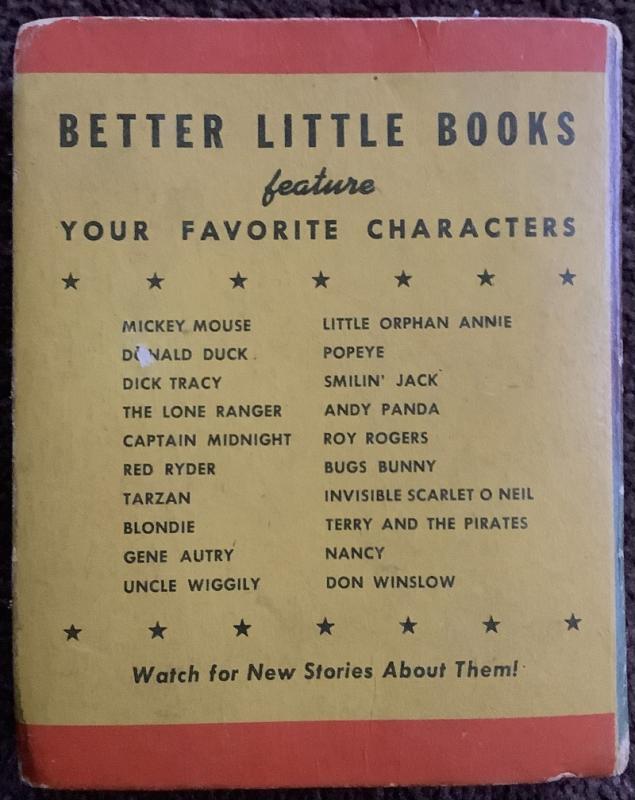 BETTER LITTLE BOOKS
feature
YOUR FAVORITE CHARACTERS
MICKEY MOUSE
DONALD DUCK
DICK TRACY
THE LONE RANGER
CAPTAIN MIDNIGHT
RED RYDER
TARZAN
BLONDIE
GENE AUTRY
UNCLE WIGGILY
LITTLE ORPHAN ANNIE
POPEYE
SMILIN' JACK
ANDY PANDA
ROY ROGERS
BUGS BUNNY
INVISIBLE SCARLET O NEIL
TERRY AND THE PIRATES
NANCY
DON WINSLOW
Watch for New Stories About Them!